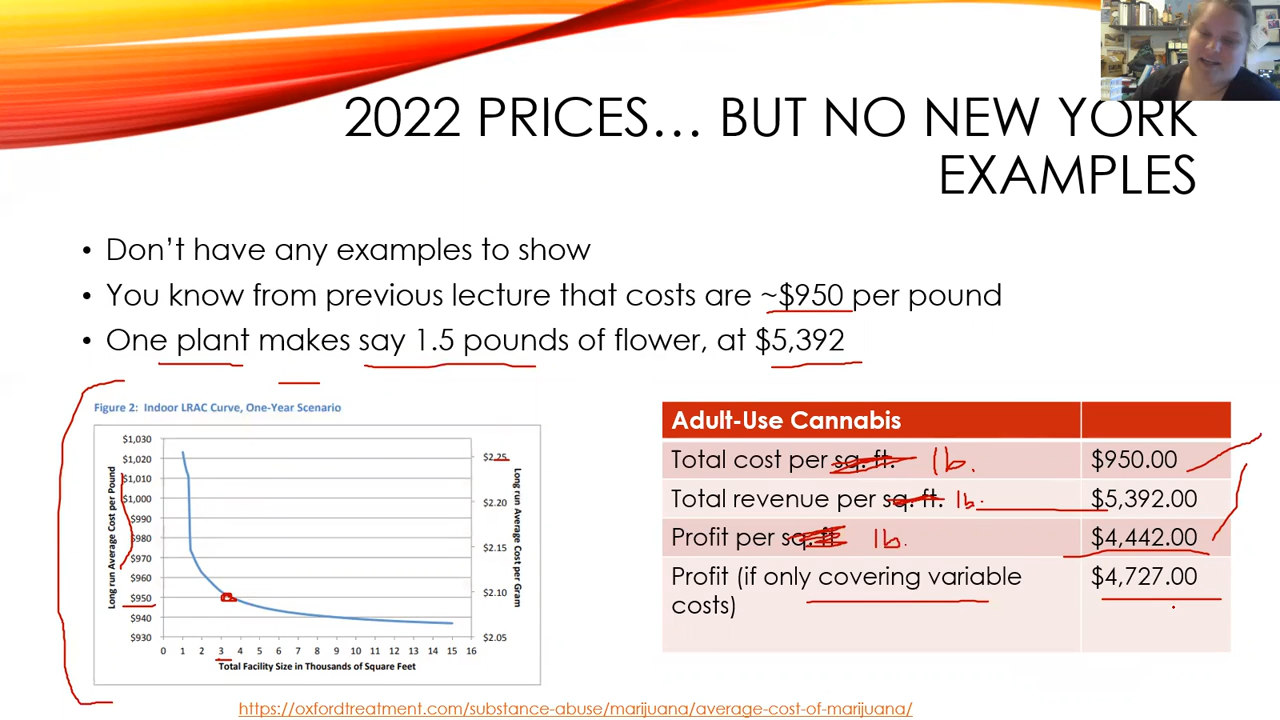 2022 PRICES… BUT NO NEW YORK
EXAMPLES
• Don’t have any examples to show
• You know from previous lecture that costs are ~$950 per pound
• One plant makes say 1.5 pounds of flower, at $5,392
Figure 2: Indoor LRAC Curve, One-Year Scenario
Long run Average Cost per Pound
$1,030
$1,020
$1,010
$1,000
$990
$980
$970
$960
$950
$940
$930
$2.25
$2.20
$2.15
$2.10
$2.05
Long run Average Cost per Gram
0 1 2 3 4 5 6 7 8 9 10 11 12 13 14 15 16
Total Facility Size in Thousands of Square Feet
Adult-Use Cannabis
Total cost per sq. ft. lb. $950.00
Total revenue per sq. ft. lb. $5,392.00
Profit per sq. ft. lb. $4,442.00
Profit (if only covering variable $4,727.00
costs)
https://oxfordtreatment.com/substance-abuse/marijuana/average-cost-of-marijuana/